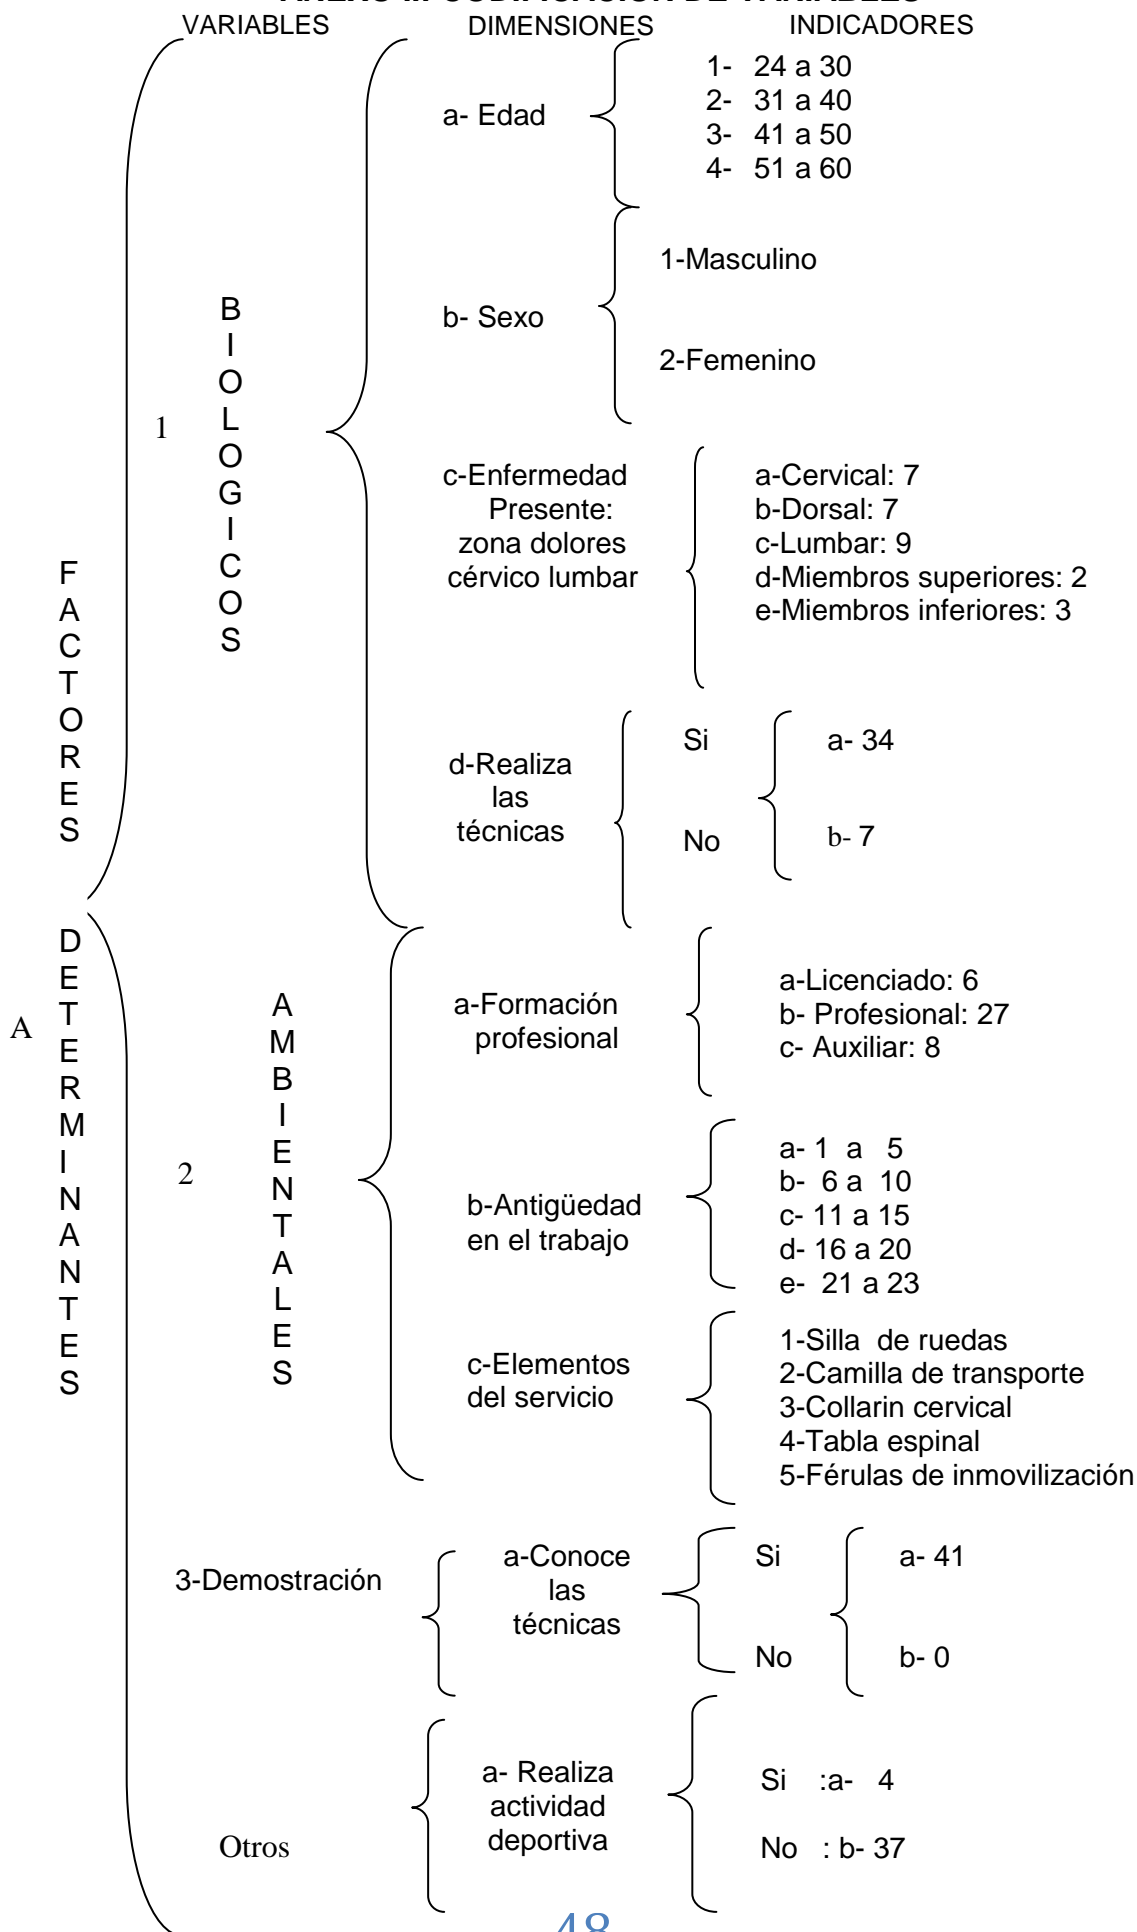 VARIABLES DIMENSIONES INDICADORES
1- 24 a 30
2- 31 a 40
a- Edad
3- 41 a 50
4- 51 a 60
1-Masculino
b- Sexo
2-Femenino
1
BIOLOGICOS
c-Enfermedad
Presente:
zona dolores
cérvico lumbar
a-Cervical: 7
b-Dorsal: 7
c-Lumbar: 9
d-Miembros superiores: 2
e-Miembros inferiores: 3
d-Realiza
las
técnicas
Si a- 34
No b- 7
A
FACTORES
DETERMINANTES
2
AMBIENTALES
a-Formación
profesional
a-Licenciado: 6
b- Profesional: 27
c- Auxiliar: 8
b-Antigüedad
en el trabajo
a- 1 a 5
b- 6 a 10
c- 11 a 15
d- 16 a 20
e- 21 a 23
c-Elementos
del servicio
1-Silla de ruedas
2-Camilla de transporte
3-Collarin cervical
4-Tabla espinal
5-Férulas de inmovilización
3-Demostración
a-Conoce
las
técnicas
Si a- 41
No b- 0
Otros
a- Realiza
actividad
deportiva
Si :a- 4
No : b- 37
48